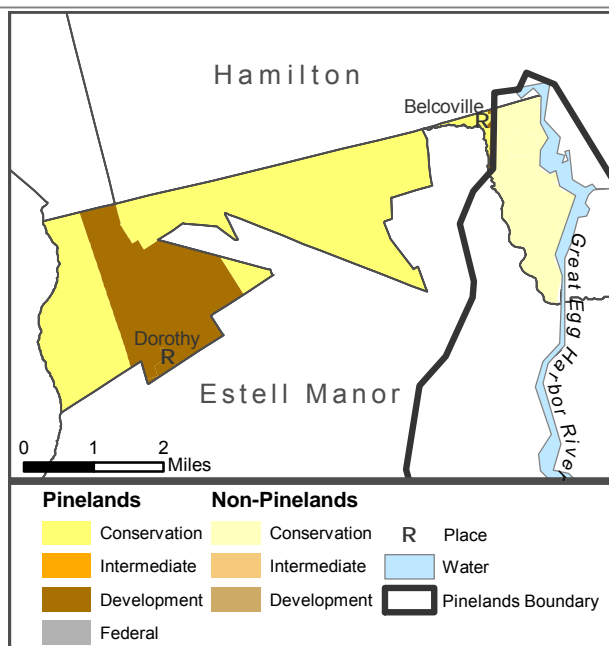 Hamilton
Belcoville
R
Dorothy
R
Estell Manor
Great Egg Harbor River
0 1 2
Miles
Pinelands
Conservation
Intermediate
Development
Federal
Non-Pinelands
Conservation
Intermediate
Development
R Place
Water
Pinelands Boundary